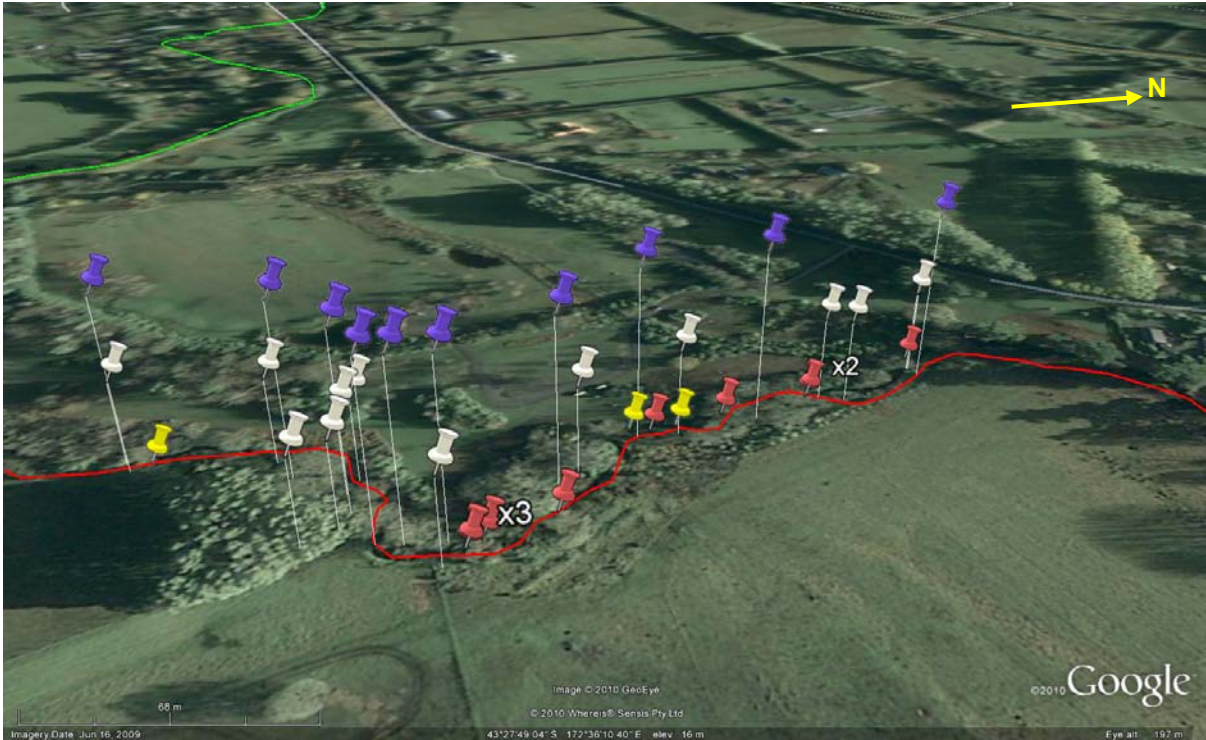 N
x2
x3
©2010 Google
Image © 2010 GeoEye
68 m
© 2010 Whereis® Sensis Pty Ltd
Imagery Date Jun 16, 2009
43°27'49.04" S 172°36'10.40" E elev 16 m
Eye alt 197 m